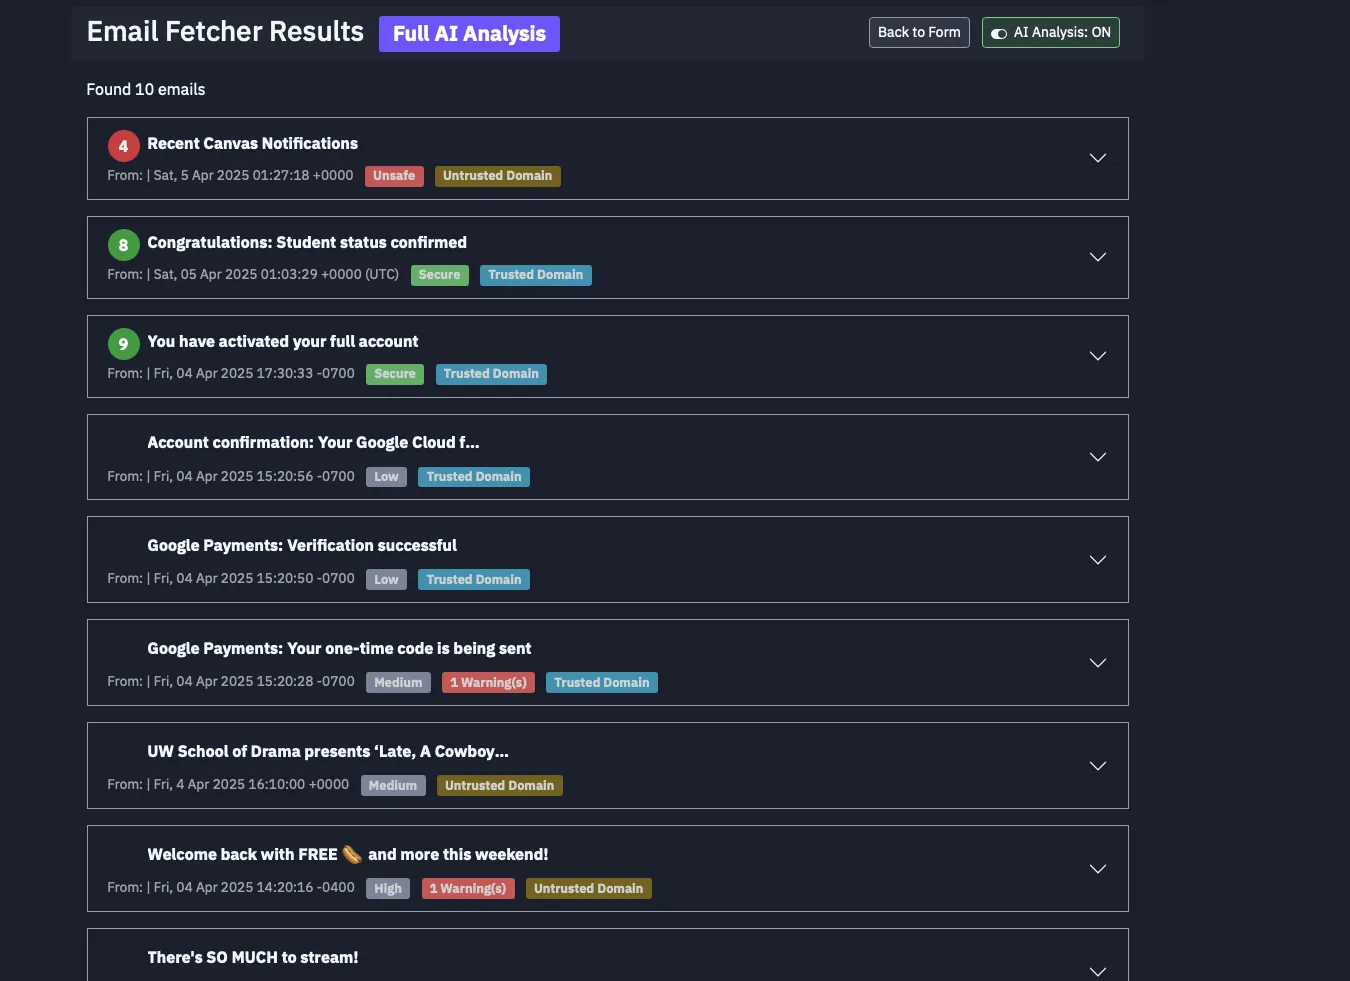 Email Fetcher Results Full AI Analysis Back to Form AI Analysis: ON
Found 10 emails
4 Recent Canvas Notifications
From: | Sat, 5 Apr 2025 01:27:18 +0000 Unsafe Untrusted Domain
8 Congratulations: Student status confirmed
From: | Sat, 05 Apr 2025 01:03:29 +0000 (UTC) Secure Trusted Domain
9 You have activated your full account
From: | Fri, 04 Apr 2025 17:30:33 -0700 Secure Trusted Domain
Account confirmation: Your Google Cloud f...
From: | Fri, 04 Apr 2025 15:20:56 -0700 Low Trusted Domain
Google Payments: Verification successful
From: | Fri, 04 Apr 2025 15:20:50 -0700 Low Trusted Domain
Google Payments: Your one-time code is being sent
From: | Fri, 04 Apr 2025 15:20:28 -0700 Medium 1 Warning(s) Trusted Domain
UW School of Drama presents ‘Late, A Cowboy...
From: | Fri, 4 Apr 2025 16:10:00 +0000 Medium Untrusted Domain
Welcome back with FREE 🌭 and more this weekend!
From: | Fri, 04 Apr 2025 14:20:16 -0400 High 1 Warning(s) Untrusted Domain
There's SO MUCH to stream!